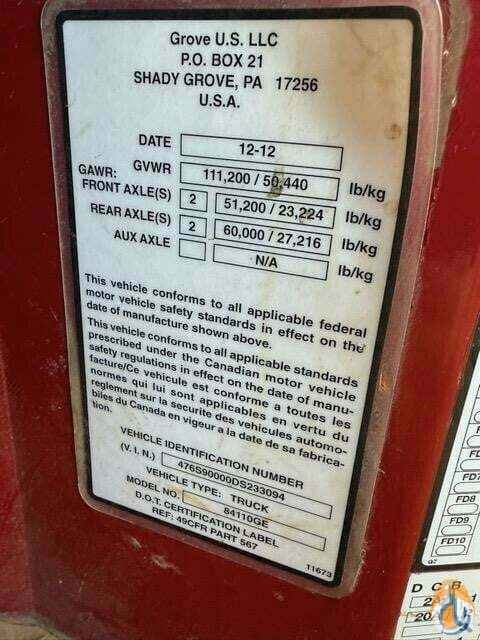 Grove U.S. LLC
P.O. BOX 21
SHADY GROVE, PA 17256
U.S.A.
DATE 12-12
GVWR 111,200 / 50,440 lb/kg
GAWR:
FRONT AXLE(S) 2 51,200 / 23,224 lb/kg
REAR AXLE(S) 2 60,000 / 27,216 lb/kg
AUX AXLE N/A lb/kg
This vehicle conforms to all applicable federal
motor vehicle safety standards in effect on the
date of manufacture shown above.
This vehicle conforms to all applicable standards
prescribed under the Canadian motor vehicle
safety regulations in effect on the date of manu-
facture/Ce véhicule est conforme a toutes les
normes qui lui sont applicables en vertu du
reglement sur la securite des vehicules automo-
biles du Canada en vigeur a la date de sa fabrica-
tion.
VEHICLE IDENTIFICATION NUMBER
(V. I. N.) 476S90000DS233094
VEHICLE TYPE: TRUCK
MODEL NO. 84110GE
D.O.T. CERTIFICATION LABEL
REF: 49CFR PART 567
11673
FD7
FD8
FD9
FD10
D C B